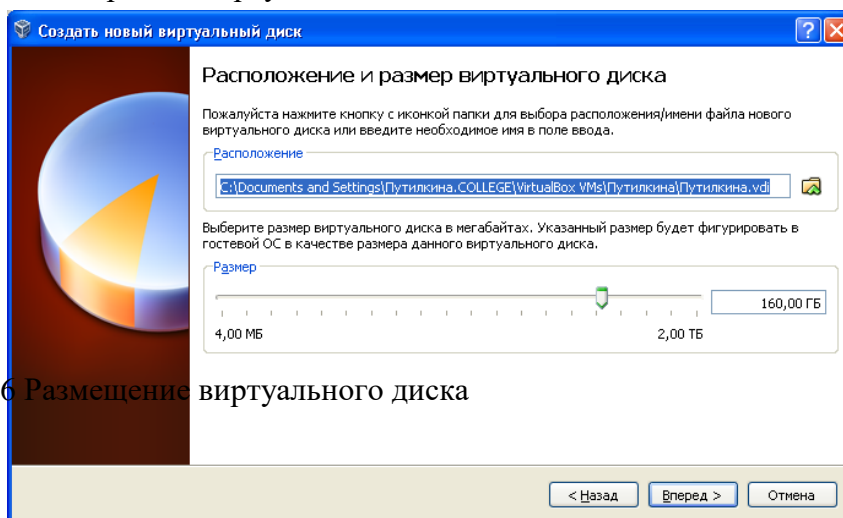 Создать новый виртуальный диск
Расположение и размер виртуального диска
Пожалуйста нажмите кнопку с иконкой папки для выбора расположения/имени файла нового
виртуального диска или введите необходимое имя в поле ввода.
Расположение
C:\Documents and Settings\Путилкина.COLLEGE\VirtualBox VMs\Путилкина\Путилкина.vdi
Выберите размер виртуального диска в мегабайтах. Указанный размер будет фигурировать в
гостевой ОС в качестве размера данного виртуального диска.
Размер
160,00 ГБ
4,00 МБ 2,00 ТБ
6 Размещение виртуального диска
< Назад Вперед > Отмена